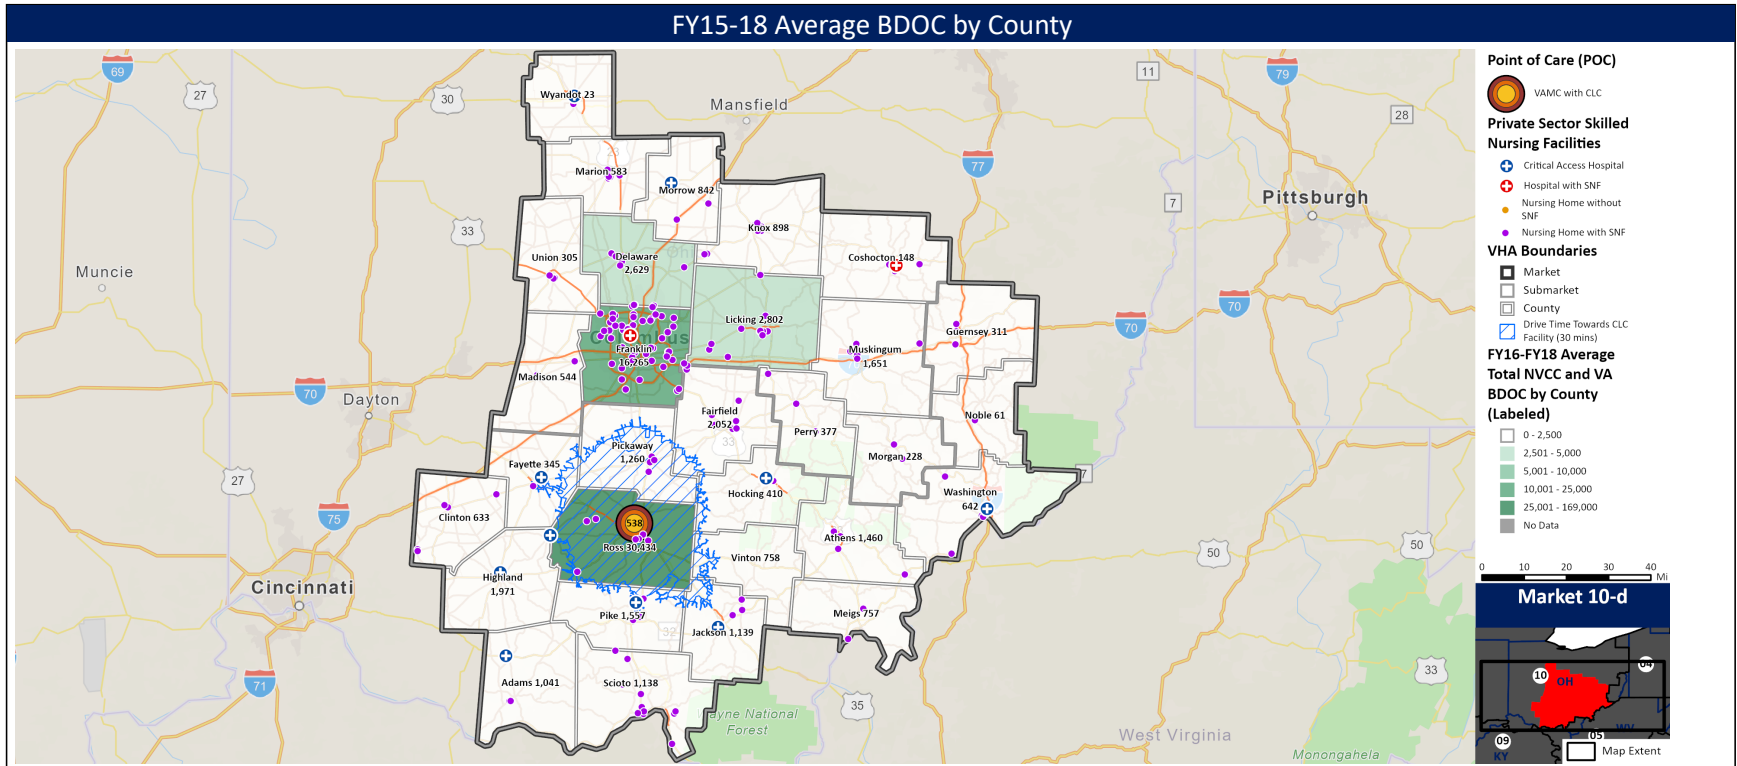 FY15-18 Average BDOC by County
69
27
30
Mansfield
11
79
28
77
Pittsburgh
7
33
Muncie
Wyandot 23
23
Marion 583
Morrow 842
Knox 898
Union 305
Delaware
2,629
Coshocton 148
Licking 2,802
Guernsey 311
Franklin
16,265
Muskingum
1,651
Madison 544
70
70
70
Dayton
Fairfield
2,052
33
Perry 377
Noble 61
Morgan 228
Pickaway
1,260
Fayette 345
Hocking 410
Washington
642
7
27
75
Clinton 633
538
Ross 30,434
Athens 1,460
Vinton 758
50
50
Cincinnati
Highland
1,971
Pike 1,557
32
Jackson 1,139
Meigs 757
71
Adams 1,041
Scioto 1,138
35
33
Wayne National
Forest
West Virginia
Monongahela
Point of Care (POC)
VAMC with CLC
Private Sector Skilled
Nursing Facilities
Critical Access Hospital
Hospital with SNF
Nursing Home without
SNF
Nursing Home with SNF
VHA Boundaries
Market
Submarket
County
Drive Time Towards CLC
Facility (30 mins)
FY16-FY18 Average
Total NVCC and VA
BDOC by County
(Labeled)
0 - 2,500
2,501 - 5,000
5,001 - 10,000
10,001 - 25,000
25,001 - 169,000
No Data
0 10 20 30 40
Mi
Market 10-d
04
10
OH
WV
05
09
KY
Map Extent